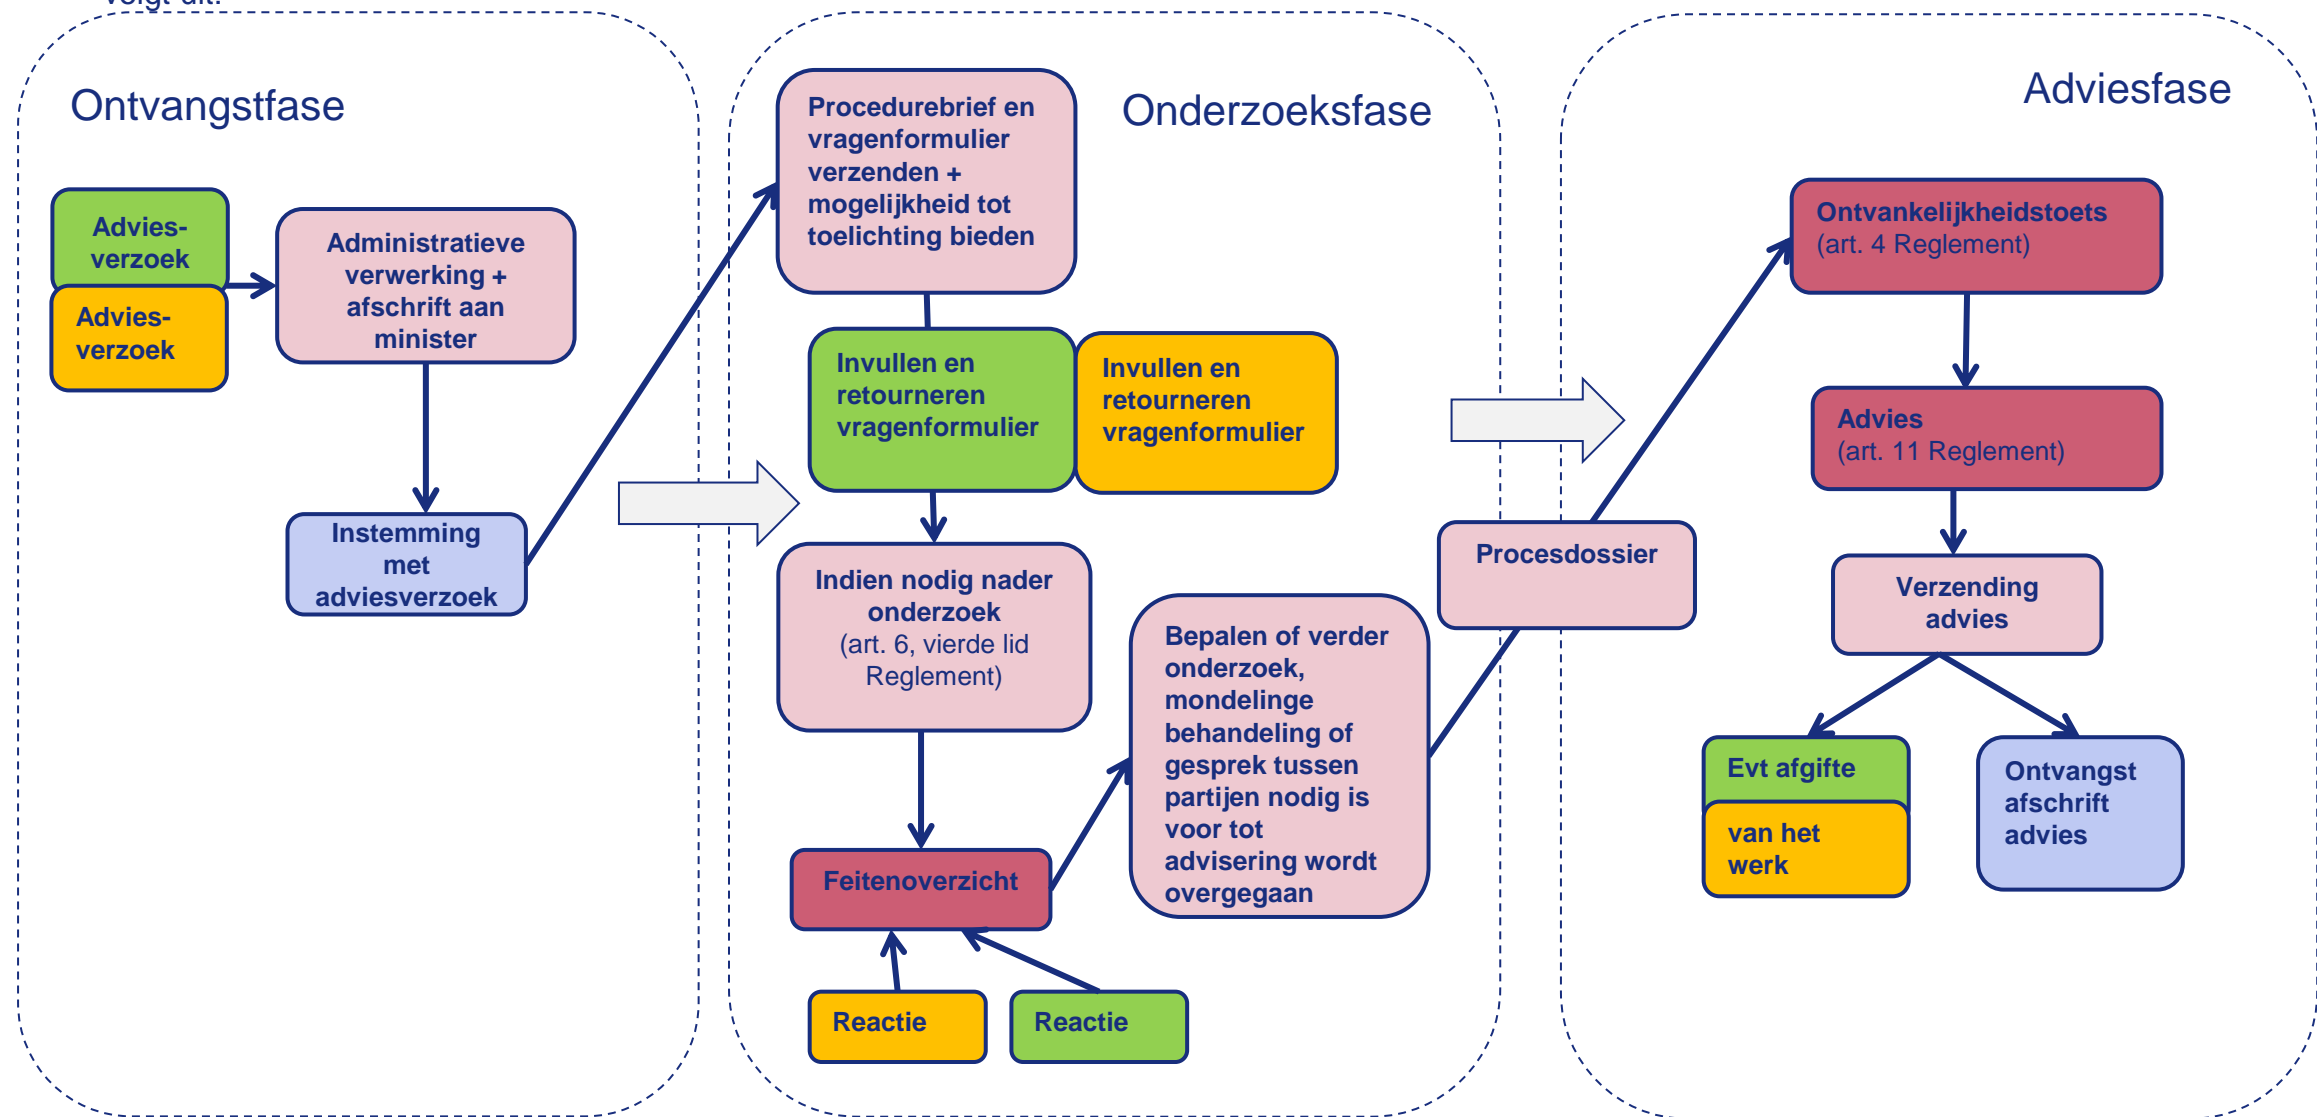 volgt uit:
Ontvangstfase
Advies-
verzoek
Advies-
verzoek
Administratieve
verwerking +
afschrift aan
minister
Instemming
met
adviesverzoek
Onderzoeksfase
Procedurebrief en
vragenformulier
verzenden +
mogelijkheid tot
toelichting bieden
Invullen en
retourneren
vragenformulier
Invullen en
retourneren
vragenformulier
Indien nodig nader
onderzoek
(art. 6, vierde lid
Reglement)
Feitenoverzicht
Reactie
Reactie
Bepalen of verder
onderzoek,
mondelinge
behandeling of
gesprek tussen
partijen nodig is
voor tot
advisering wordt
overgegaan
Procesdossier
Adviesfase
Ontvankelijkheidstoets
(art. 4 Reglement)
Advies
(art. 11 Reglement)
Verzending
advies
Evt afgifte
van het
werk
Ontvangst
afschrift
advies